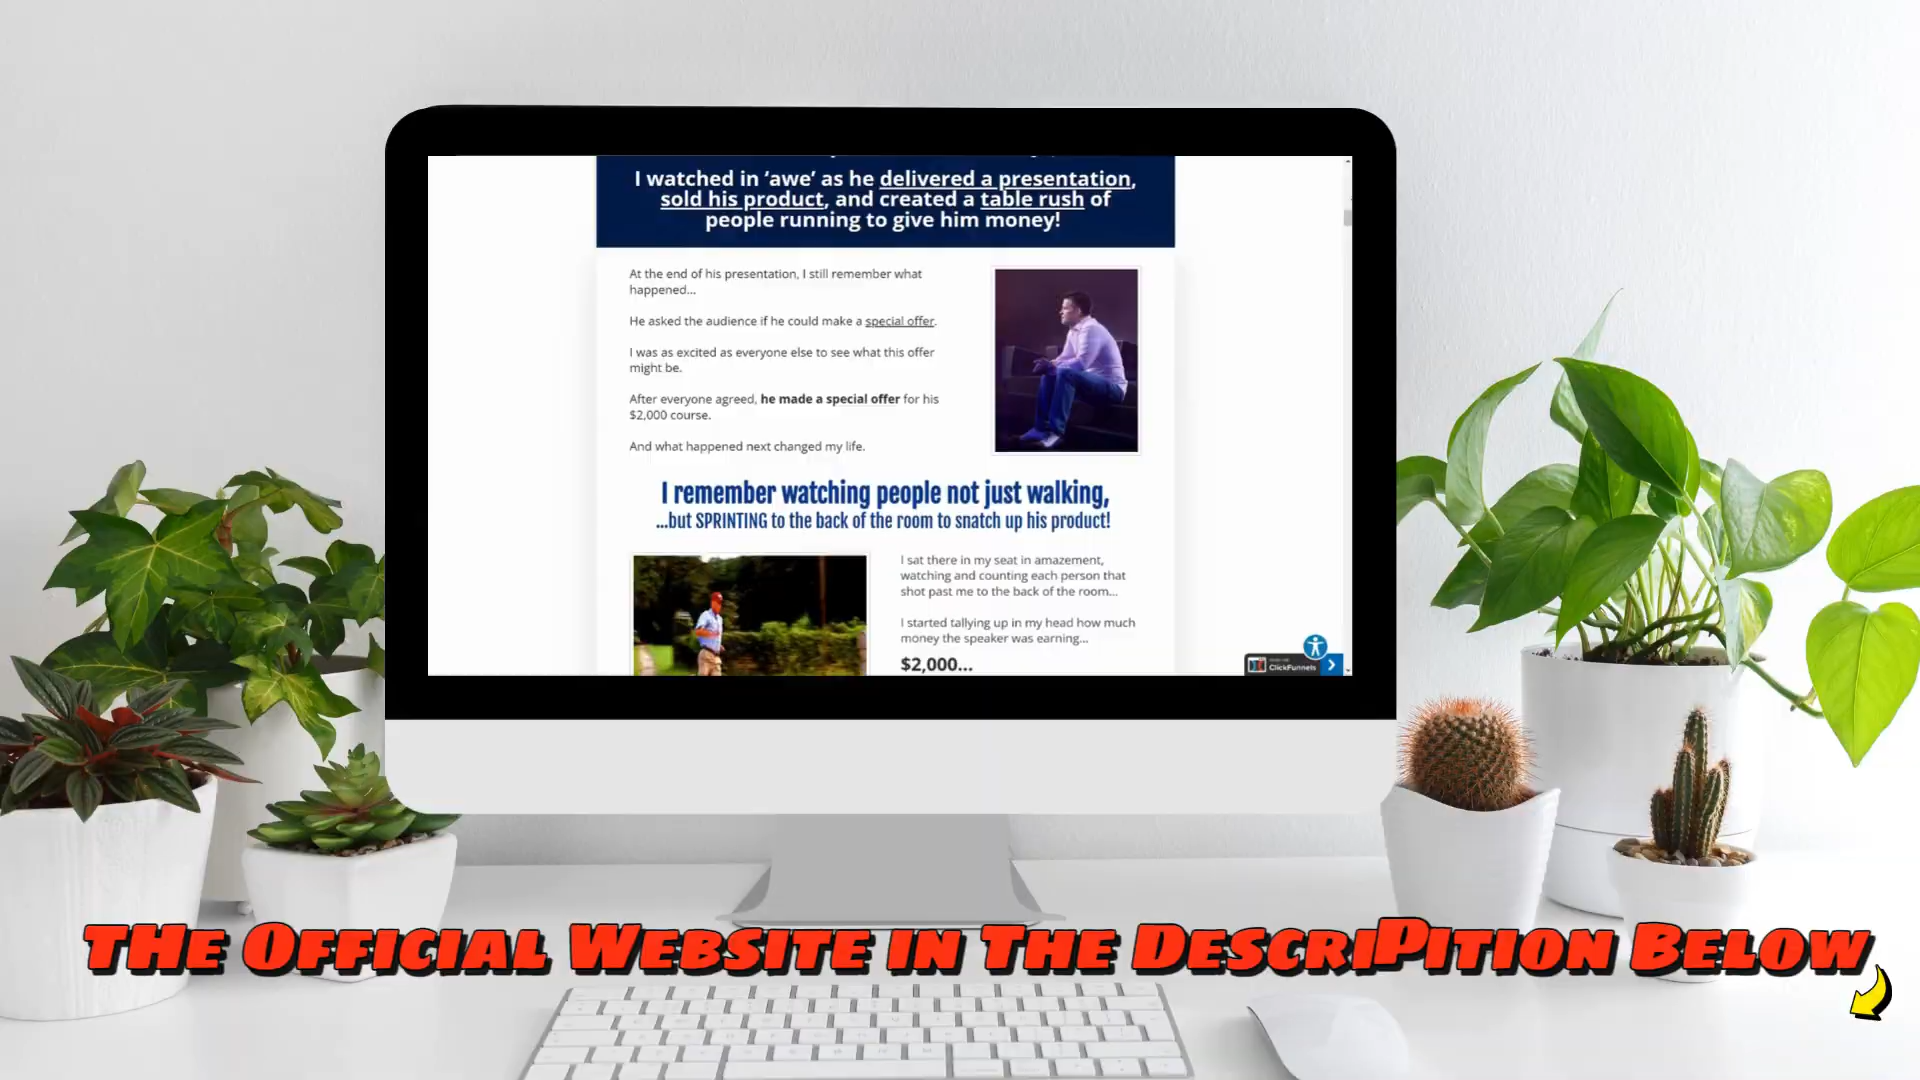 I watched in ‘awe’ as he delivered a presentation,
sold his product, and created a table rush of
people running to give him money!
At the end of his presentation, I still remember what
happened...
He asked the audience if he could make a special offer.
I was as excited as everyone else to see what this offer
might be.
After everyone agreed, he made a special offer for his
$2,000 course.
And what happened next changed my life.
I remember watching people not just walking,
...but SPRINTING to the back of the room to snatch up his product!
I sat there in my seat in amazement,
watching and counting each person that
shot past me to the back of the room...
I started tallying up in my head how much
money the speaker was earning...
$2,000...
ClickFunnels
THe Official Website in The DescriPition Below